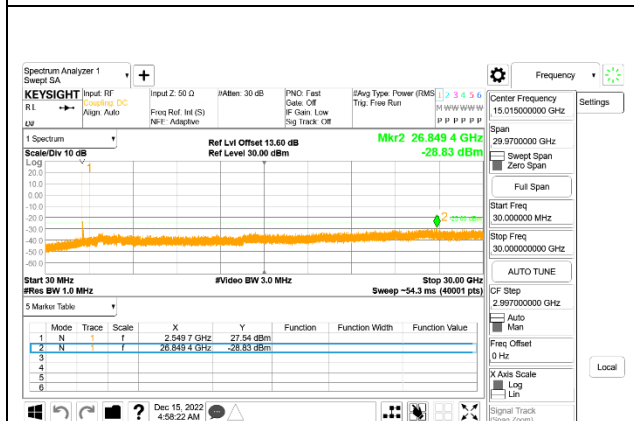 Spectrum Analyzer 1
Swept SA
Frequency
KEYSIGHT Input: RF Input Z: 50 Ω #Atten: 30 dB PNO: Fast #Avg Type: Power (RMS 1 2 3 4 5 6
RL Coupling: DC Gate: Off Trig: Free Run M W W W W W
Align: Auto Freq Ref: Int (S) IF Gain: Low
NFE: Adaptive Sig Track: Off P P P P P P
Center Frequency
15.015000000 GHz
Settings
1 Spectrum
Scale/Div 10 dB
Ref Lvl Offset 13.60 dB
Ref Level 30.00 dBm
Mkr2 26.849 4 GHz
-28.83 dBm
Span
29.9700000 GHz
Swept Span
Zero Span
Log
1
20.0
10.0
0.00
-10.0
-20.0
-30.0
-40.0
-50.0
-60.0
2
Full Span
Start Freq
30.000000 MHz
Stop Freq
30.000000000 GHz
AUTO TUNE
Start 30 MHz #Video BW 3.0 MHz Stop 30.00 GHz
#Res BW 1.0 MHz Sweep ~54.3 ms (40001 pts)
CF Step
2.997000000 GHz
Auto
Man
5 Marker Table
Mode Trace Scale X Y Function Function Width Function Value
1 N 1 f 2.549 7 GHz 27.54 dBm
2 N 1 f 26.849 4 GHz -28.83 dBm
3
4
5
6
Freq Offset
0 Hz
X Axis Scale
Log
Lin
Local
Signal Track
(Span Zoom)
? Dec 15, 2022
4:58:22 AM